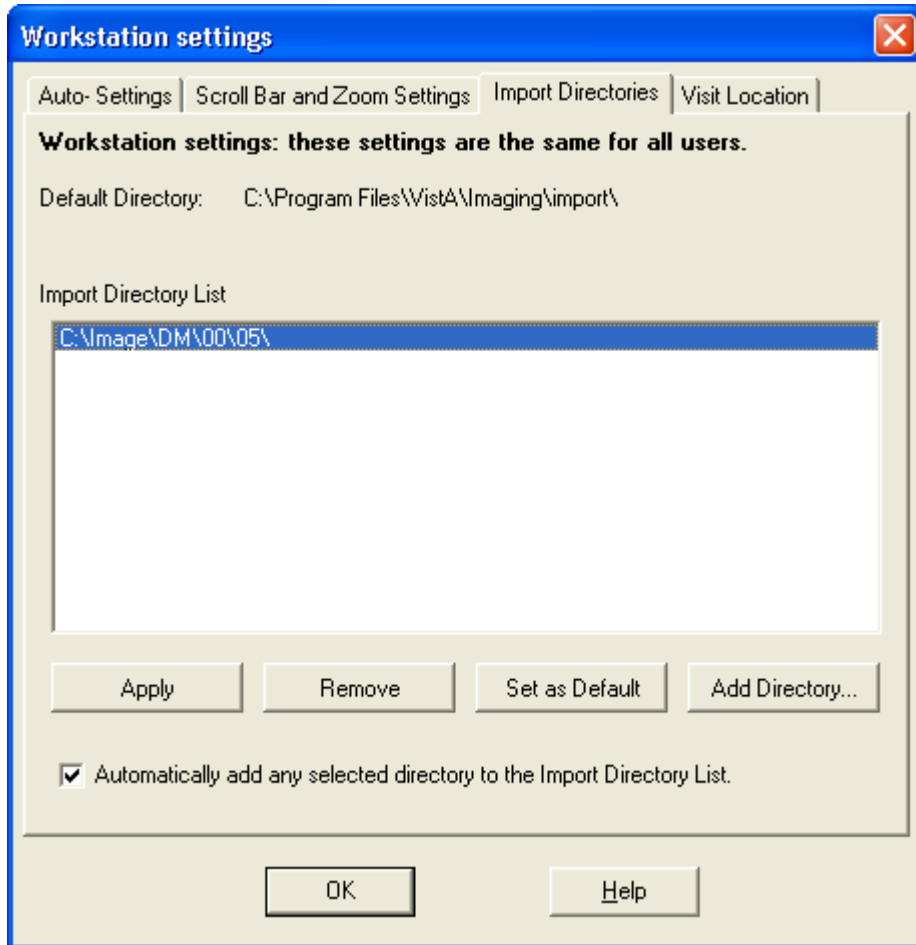 Workstation settings
Auto- Settings Scroll Bar and Zoom Settings Import Directories Visit Location
Workstation settings: these settings are the same for all users.
Default Directory: C:\Program Files\VistA\Imaging\import\
Import Directory List
C:\Image\DM\00\05\
Apply Remove Set as Default Add Directory...
Automatically add any selected directory to the Import Directory List.
OK Help